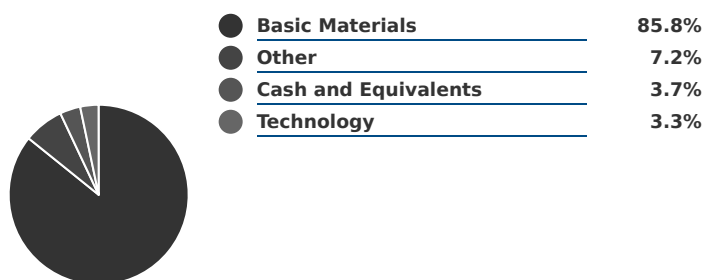 Basic Materials 85.8%
Other 7.2%
Cash and Equivalents 3.7%
Technology 3.3%